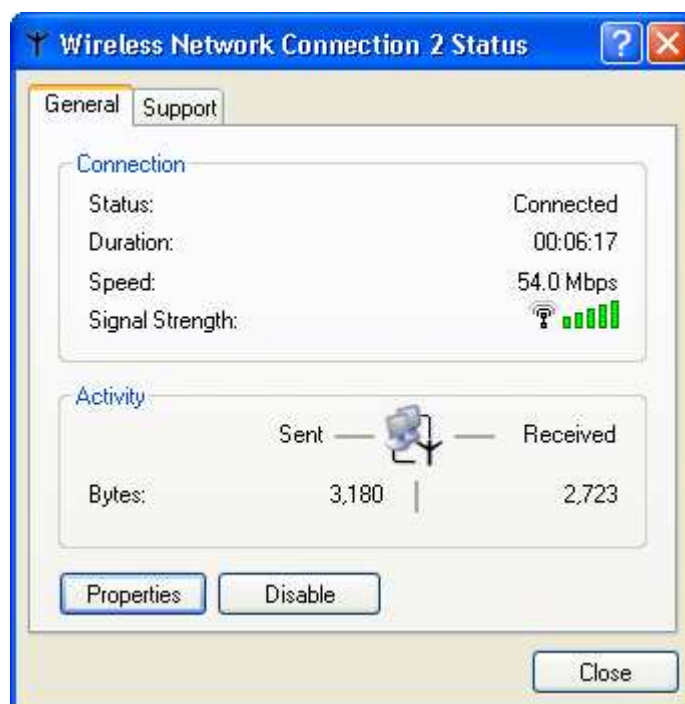 Wireless Network Connection 2 Status
General Support
Connection
Status: Connected
Duration: 00:06:17
Speed: 54.0 Mbps
Signal Strength:
Activity
Sent Received
Bytes: 3,180 2,723
Properties Disable
Close